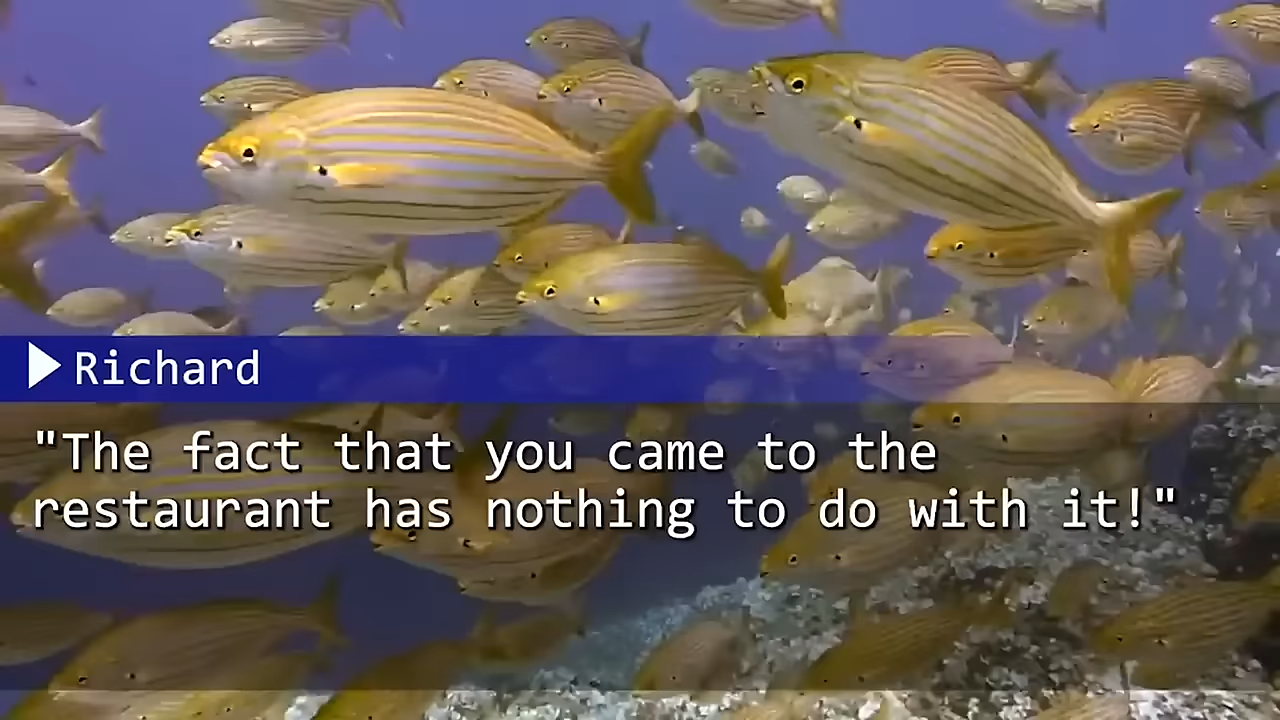 Richard
"The fact that you came to the
restaurant has nothing to do with it!"